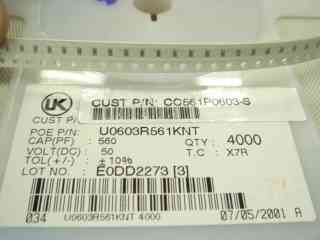 UK
CUST P/N: CC561P0603-S
CUST P/
POE P/N: U0603R561KNT
CAP(PF) : 560 QTY : 4000
VOLT(DC) : 50 T.C : X7R
TOL(+/-) : ± 10%
LOT NO. : E0DD2273 [3]
034 U0603R561KNT 4000 07/05/2001 A